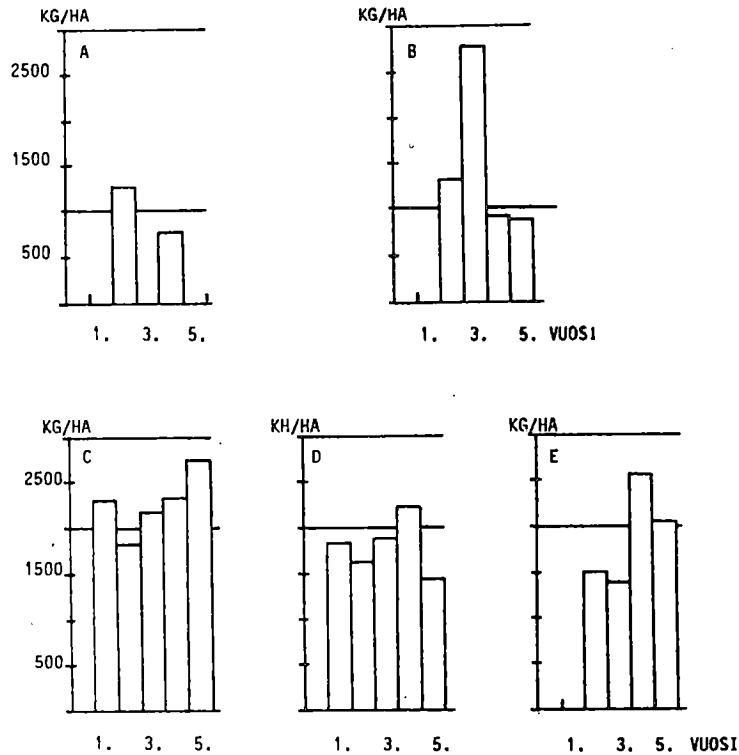 KG/HA KG/HA
A B
2500
1500
500
1. 3. 5. 1. 3. 5. VUOSI
KG/HA KH/HA KG/HA
C D E
2500
1500
500
1. 3. 5. 1. 3. 5. 1. 3. 5. VUOSI